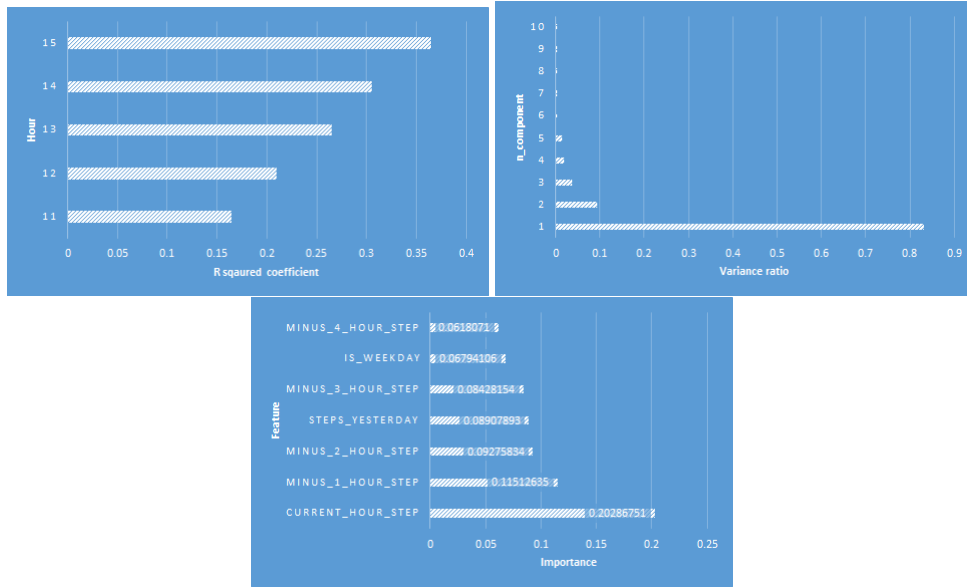 15
14
13
12
11
Hour
0 0.05 0.1 0.15 0.2 0.25 0.3 0.35 0.4
R sqaured coefficient
10
9
8
7
6
5
4
3
2
1
n_component
0 0.1 0.2 0.3 0.4 0.5 0.6 0.7 0.8 0.9
Variance ratio
MINUS_4_HOUR_STEP 0.0618071
IS_WEEKDAY 0.06794106
MINUS_3_HOUR_STEP 0.08428154
STEPS_YESTERDAY 0.08907893
MINUS_2_HOUR_STEP 0.09275834
MINUS_1_HOUR_STEP 0.11512635
CURRENT_HOUR_STEP 0.20286751
Feature
0 0.05 0.1 0.15 0.2 0.25
Importance